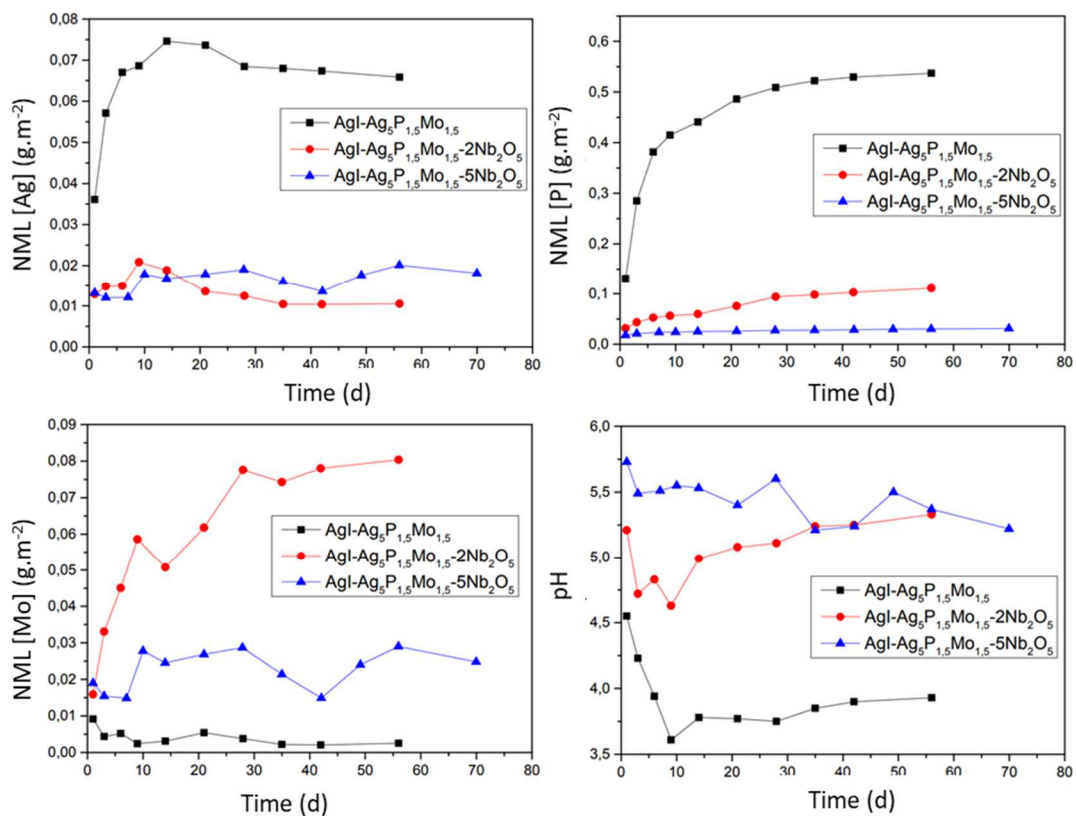 NML [Ag] (g.m⁻²)
0,08
0,07
0,06
0,05
0,04
0,03
0,02
0,01
0,00
AgI-Ag₅P₁,₅Mo₁,₅
AgI-Ag₅P₁,₅Mo₁,₅-2Nb₂O₅
AgI-Ag₅P₁,₅Mo₁,₅-5Nb₂O₅
0 10 20 30 40 50 60 70 80
Time (d)
NML [P] (g.m⁻²)
0,6
0,5
0,4
0,3
0,2
0,1
0,0
AgI-Ag₅P₁,₅Mo₁,₅
AgI-Ag₅P₁,₅Mo₁,₅-2Nb₂O₅
AgI-Ag₅P₁,₅Mo₁,₅-5Nb₂O₅
0 10 20 30 40 50 60 70 80
Time (d)
NML [Mo] (g.m⁻²)
0,09
0,08
0,07
0,06
0,05
0,04
0,03
0,02
0,01
0,00
AgI-Ag₅P₁,₅Mo₁,₅
AgI-Ag₅P₁,₅Mo₁,₅-2Nb₂O₅
AgI-Ag₅P₁,₅Mo₁,₅-5Nb₂O₅
0 10 20 30 40 50 60 70 80
Time (d)
pH
6,0
5,5
5,0
4,5
4,0
3,5
AgI-Ag₅P₁,₅Mo₁,₅
AgI-Ag₅P₁,₅Mo₁,₅-2Nb₂O₅
AgI-Ag₅P₁,₅Mo₁,₅-5Nb₂O₅
0 10 20 30 40 50 60 70 80
Time (d)